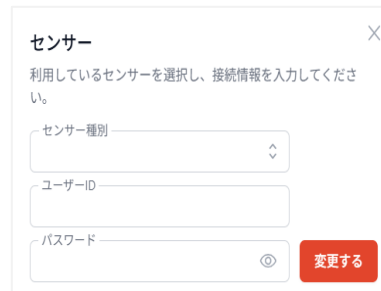 センサー
利用しているセンサーを選択し、接続情報を入力してくださ
い。
センサー種別
ユーザーID
パスワード
変更する